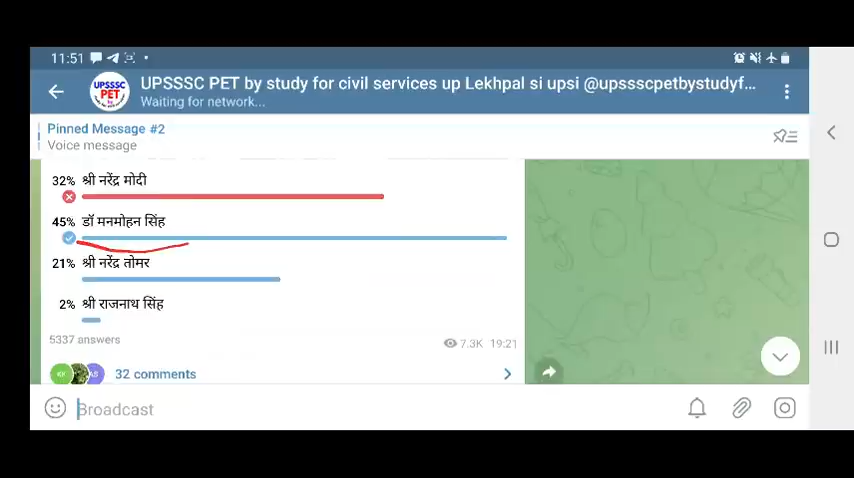 11:51
UPSSSC PET by study for civil services up Lekhpal si upsi @upssscpetbystudyf...
UPSSSC
PET
Waiting for network...
Pinned Message #2
Voice message
32% श्री नरेंद्र मोदी
45% डॉ मनमोहन सिंह
21% श्री नरेंद्र तोमर
2% श्री राजनाथ सिंह
5337 answers
7.3K 19:21
32 comments
Broadcast